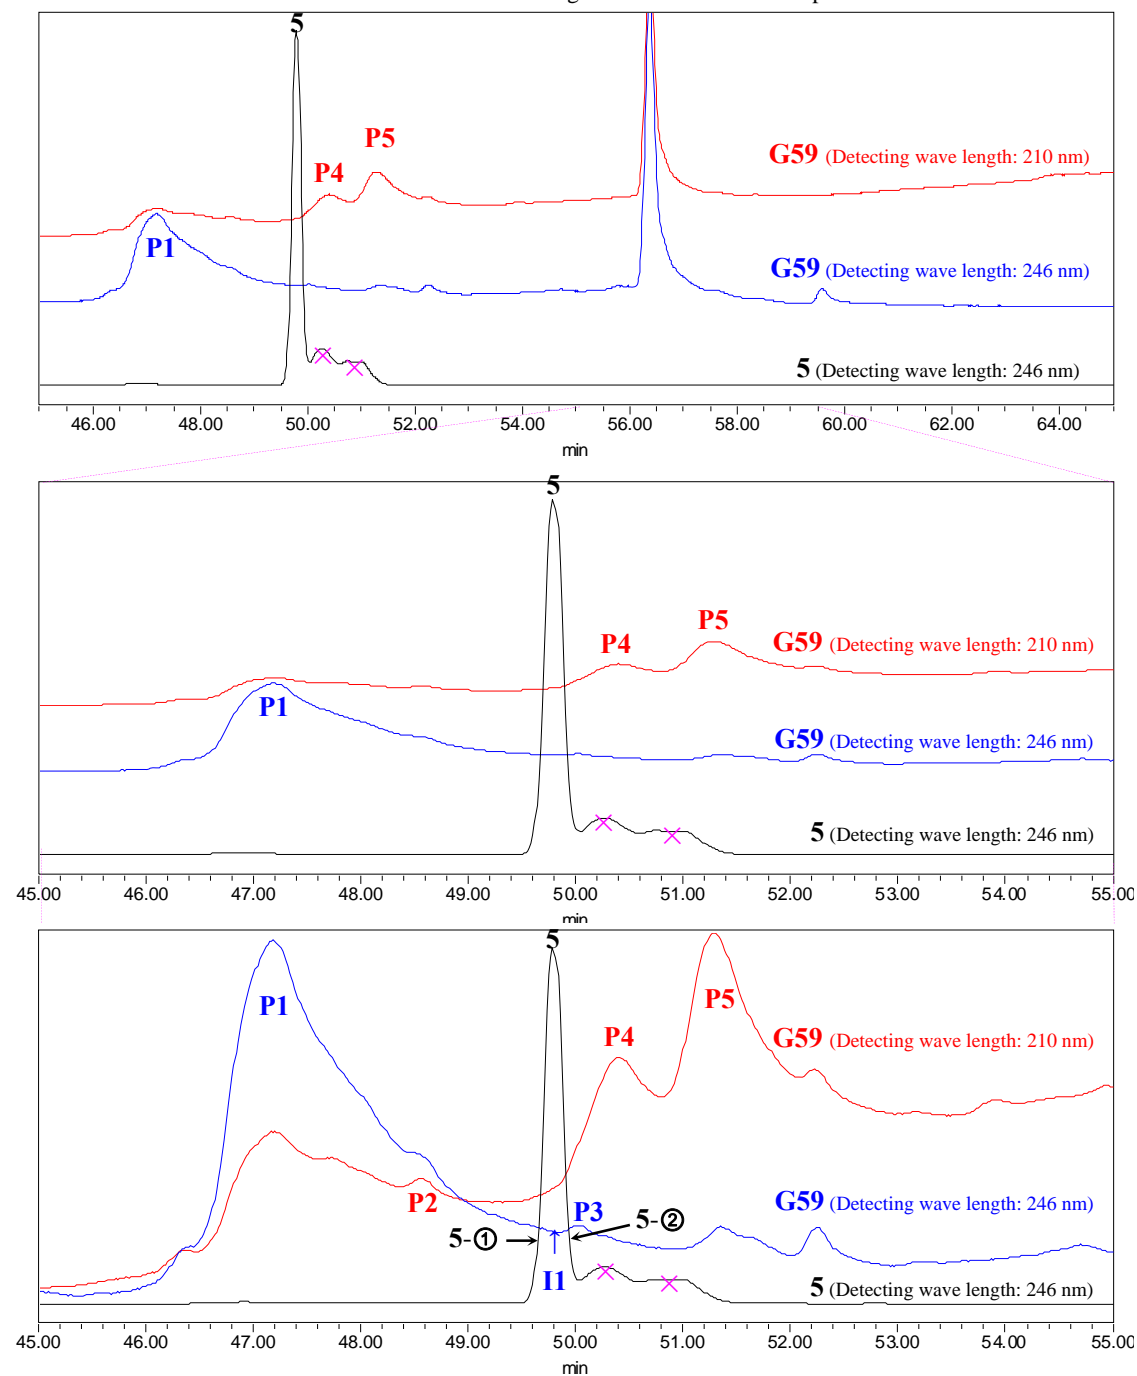 5
P4
P5
P1
G59 (Detecting wave length: 210 nm)
G59 (Detecting wave length: 246 nm)
5 (Detecting wave length: 246 nm)
46.00 48.00 50.00 52.00 54.00 56.00 58.00 60.00 62.00 64.00
min
5
P4
P5
P1
G59 (Detecting wave length: 210 nm)
G59 (Detecting wave length: 246 nm)
5 (Detecting wave length: 246 nm)
45.00 46.00 47.00 48.00 49.00 50.00 51.00 52.00 53.00 54.00 55.00
min
5
P1
P4
P5
G59 (Detecting wave length: 210 nm)
P2
P3
G59 (Detecting wave length: 246 nm)
5-①
5-②
I1
5 (Detecting wave length: 246 nm)
45.00 46.00 47.00 48.00 49.00 50.00 51.00 52.00 53.00 54.00 55.00
min